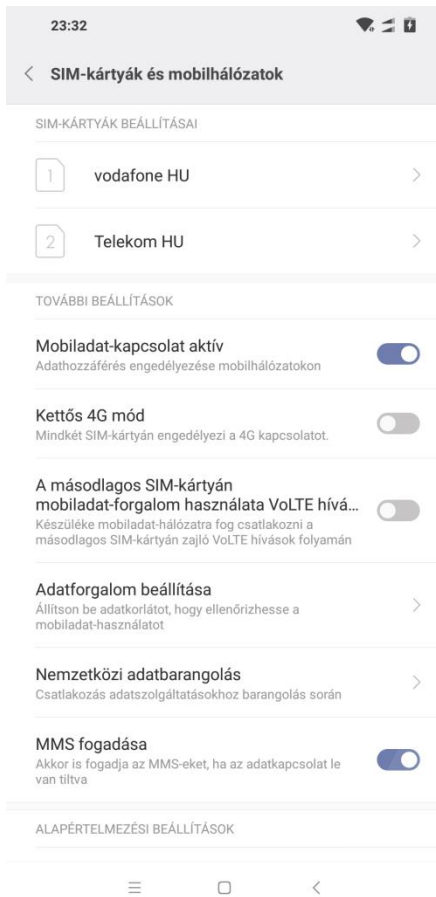 23:32
SIM-kártyák és mobilhálózatok
SIM-KÁRTYÁK BEÁLLÍTÁSAI
1 vodafone HU
2 Telekom HU
TOVÁBBI BEÁLLÍTÁSOK
Mobiladat-kapcsolat aktív
Adathozzáférés engedélyezése mobilhálózatokon
Kettős 4G mód
Mindkét SIM-kártyán engedélyezi a 4G kapcsolatot.
A másodlagos SIM-kártyán
mobiladat-forgalom használata VoLTE hívá...
Készüléke mobiladat-hálózatra fog csatlakozni a
másodlagos SIM-kártyán zajló VoLTE hívások folyamán
Adatforgalom beállítása
Állítson be adatkorlátot, hogy ellenőrizhesse a
mobiladat-használatot
Nemzetközi adatbarangolás
Csatlakozás adatszolgáltatásokhoz barangolás során
MMS fogadása
Akkor is fogadja az MMS-eket, ha az adatkapcsolat le
van tiltva
ALAPÉRTELMEZÉSI BEÁLLÍTÁSOK